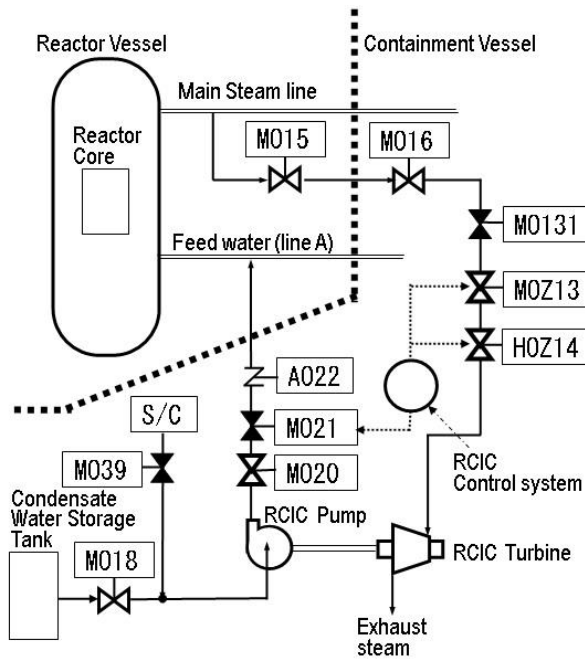 Reactor Vessel
Containment Vessel
Main Steam line
MO15
MO16
Reactor
Core
MO131
Feed water (line A)
MOZ13
HOZ14
AO22
S/C
MO21
RCIC
Control system
MO39
MO20
Condensate
Water Storage
Tank
RCIC Pump
MO18
RCIC Turbine
Exhaust
steam